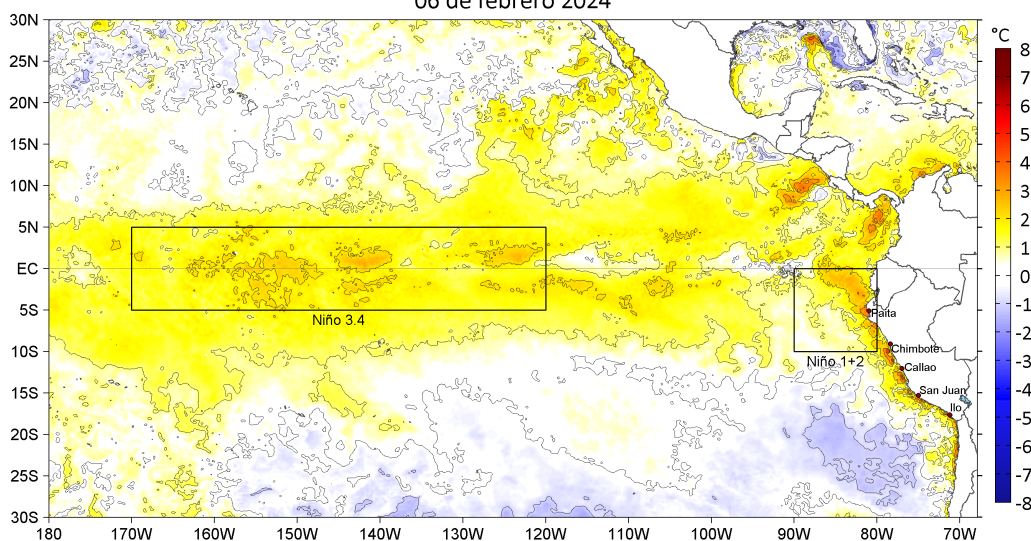 06 de febrero 2024
°C
30N
25N
20N
15N
10N
5N
EC
5S
10S
15S
20S
25S
30S
180
170W
160W
150W
140W
130W
120W
110W
100W
90W
80W
70W
Niño 3.4
Niño 1+2
Paita
Chimbote
Callao
San Juan
Ilo
8
7
6
5
4
3
2
1
0
-1
-2
-3
-4
-5
-6
-7
-8